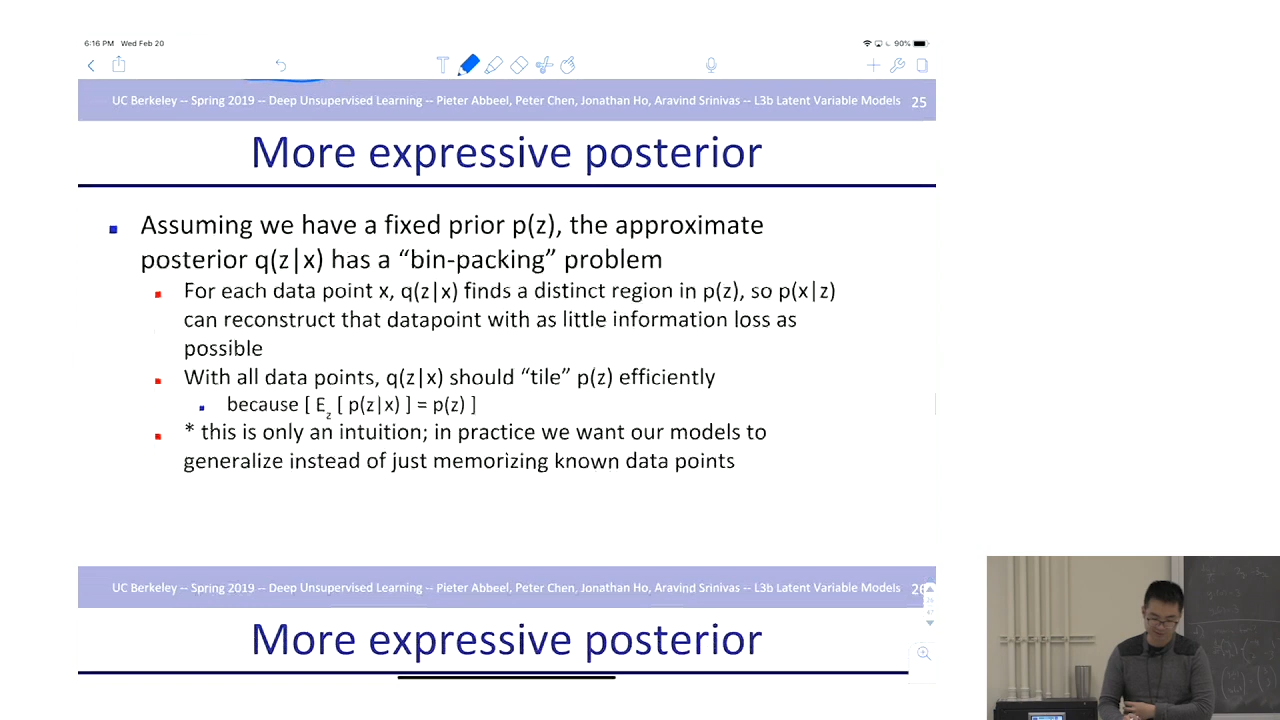 6:16 PM Wed Feb 20
90%
UC Berkeley -- Spring 2019 -- Deep Unsupervised Learning -- Pieter Abbeel, Peter Chen, Jonathan Ho, Aravind Srinivas -- L3b Latent Variable Models 25
More expressive posterior
Assuming we have a fixed prior p(z), the approximate
posterior q(z|x) has a “bin-packing” problem
For each data point x, q(z|x) finds a distinct region in p(z), so p(x|z)
can reconstruct that datapoint with as little information loss as
possible
With all data points, q(z|x) should “tile” p(z) efficiently
because [ E_z [ p(z|x) ] = p(z) ]
* this is only an intuition; in practice we want our models to
generalize instead of just memorizing known data points
UC Berkeley -- Spring 2019 -- Deep Unsupervised Learning -- Pieter Abbeel, Peter Chen, Jonathan Ho, Aravind Srinivas -- L3b Latent Variable Models 26
26
47
More expressive posterior